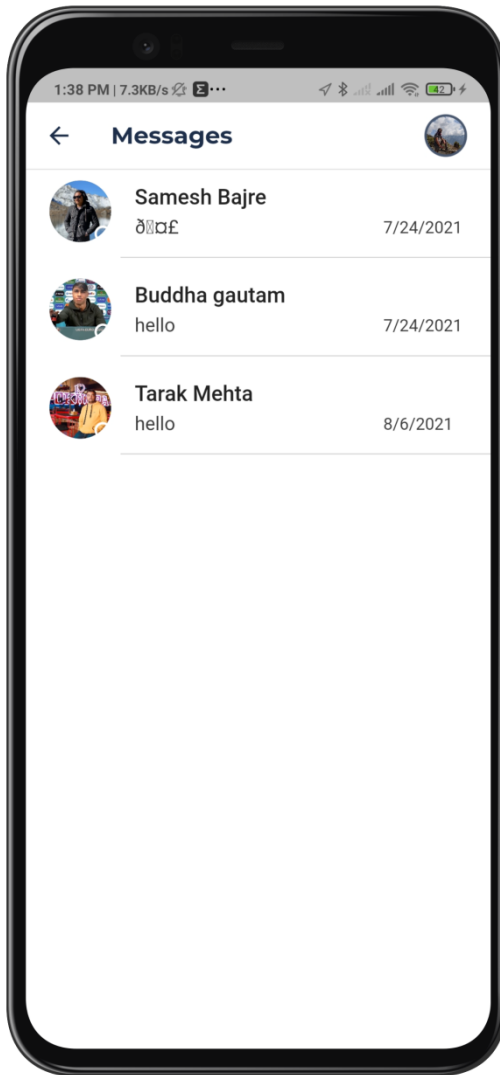 1:38 PM | 7.3KB/s Σ ...
42
Messages
Samesh Bajre
ð¤£
7/24/2021
Buddha gautam
hello
7/24/2021
Tarak Mehta
hello
8/6/2021